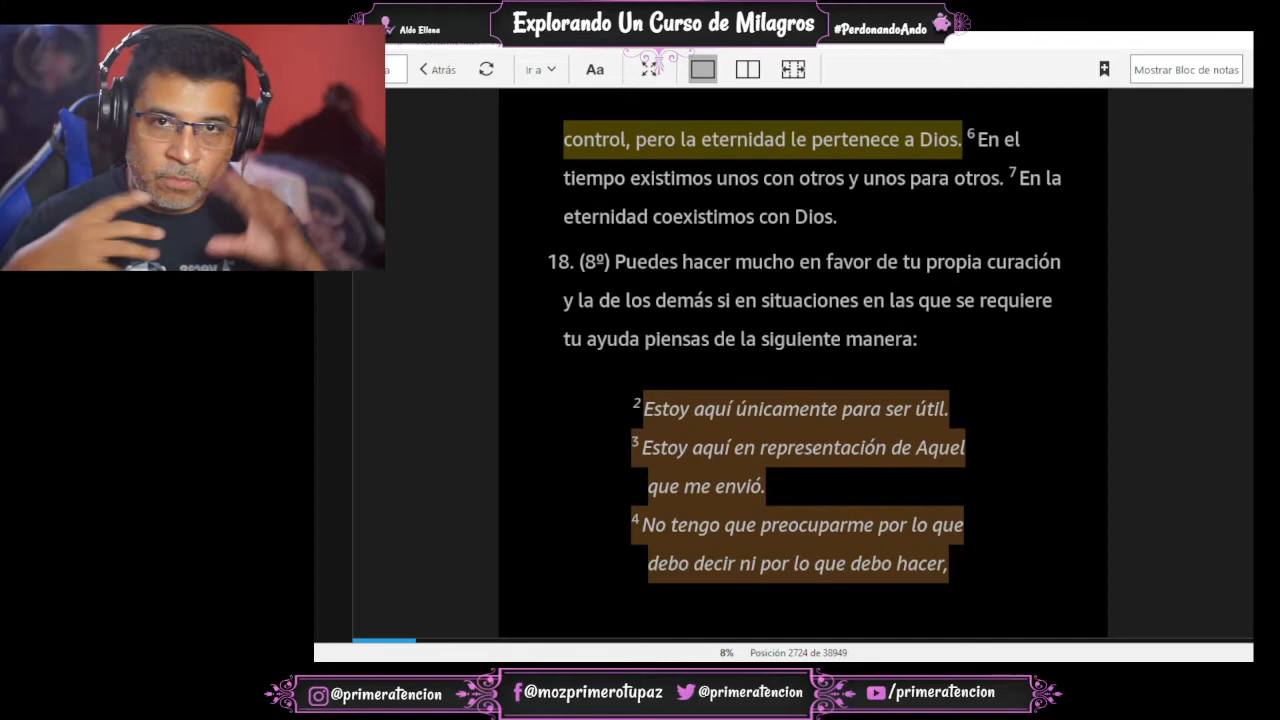 Aldo Ellena
Explorando Un Curso de Milagros
#PerdonandoAndo
a
Atrás
Ir a
Aa
Mostrar Bloc de notas
control, pero la eternidad le pertenece a Dios. 6 En el
tiempo existimos unos con otros y unos para otros. 7 En la
eternidad coexistimos con Dios.
18. (8º) Puedes hacer mucho en favor de tu propia curación
y la de los demás si en situaciones en las que se requiere
tu ayuda piensas de la siguiente manera:
2 Estoy aquí únicamente para ser útil.
3 Estoy aquí en representación de Aquel
que me envió.
4 No tengo que preocuparme por lo que
debo decir ni por lo que debo hacer,
8% Posición 2724 de 38949
@primeratencion
@mozprimerotupaz
@primeratencion
/primeratencion